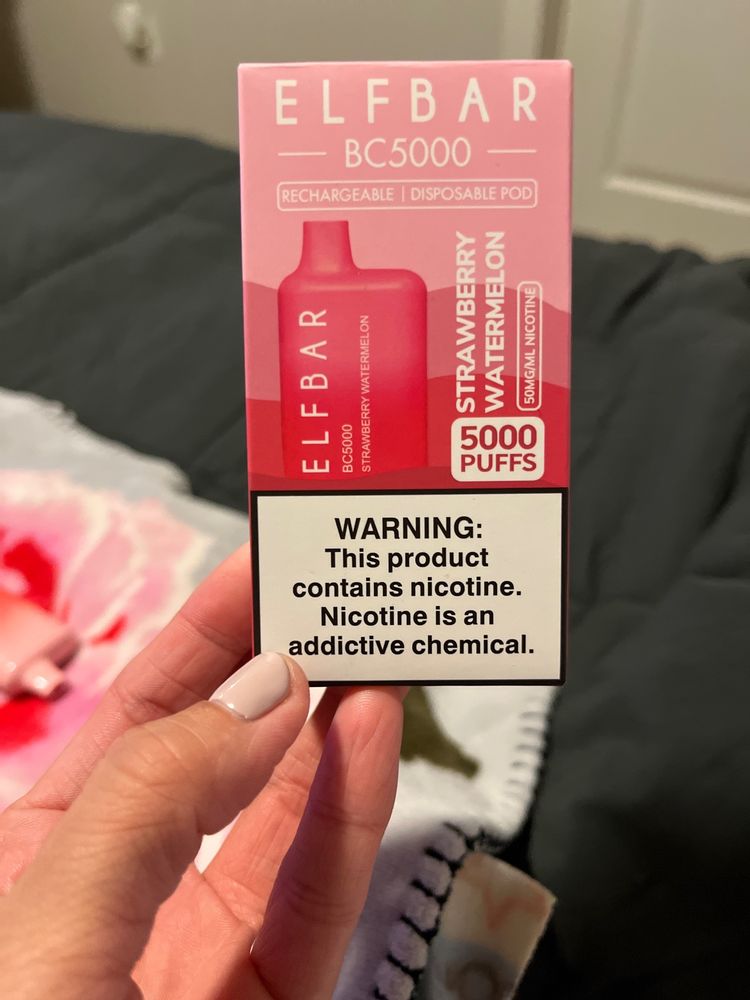 ELFBAR
BC5000
RECHARGEABLE | DISPOSABLE POD
ELFBAR
BC5000
STRAWBERRY WATERMELON
STRAWBERRY
WATERMELON
50MG/ML NICOTINE
5000
PUFFS
WARNING:
This product
contains nicotine.
Nicotine is an
addictive chemical.